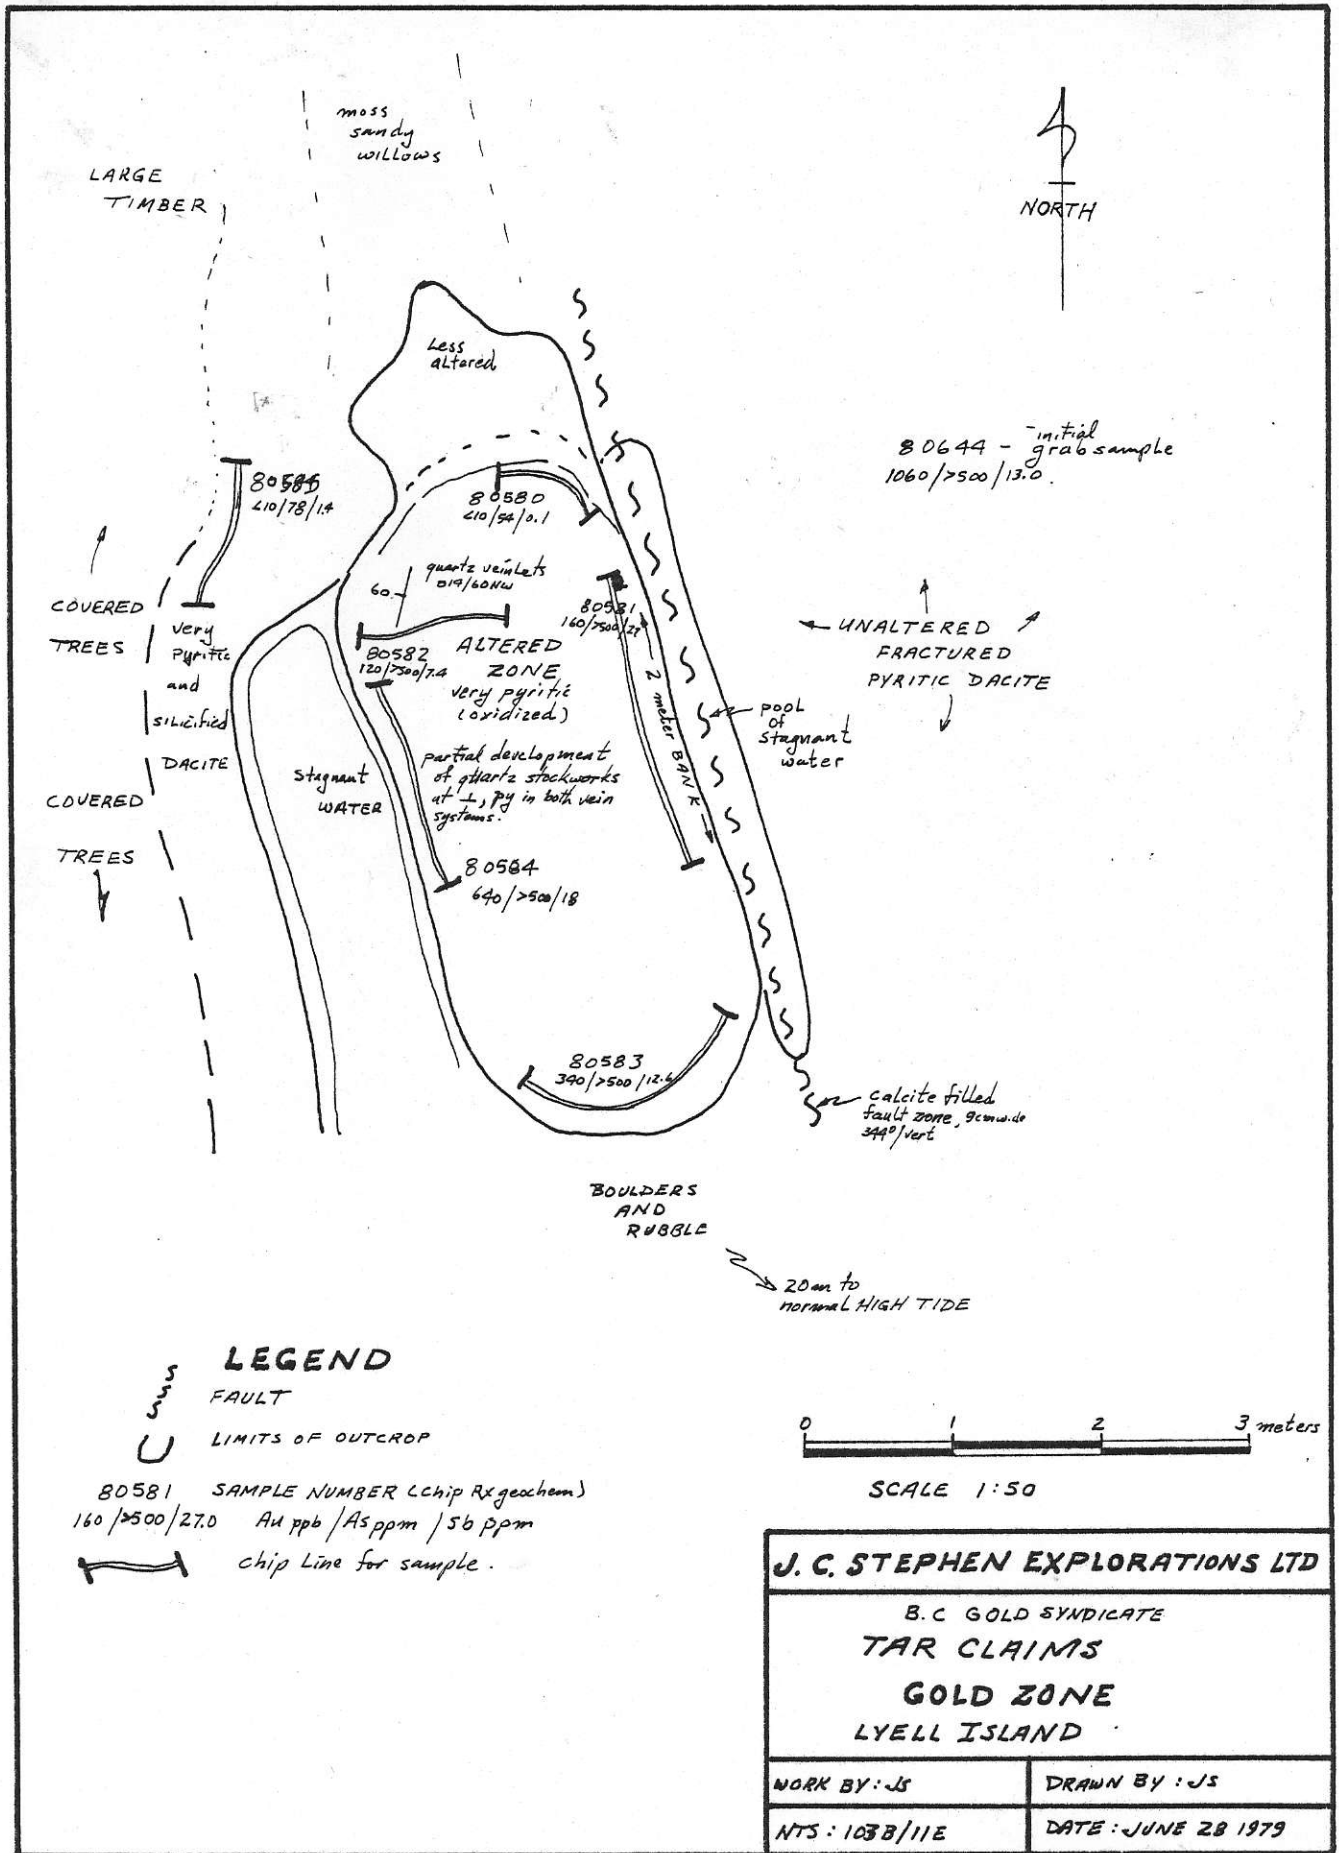 moss
sandy
willows
LARGE
TIMBER
NORTH
Less
altered
80644 - initial
grab sample
1060/>500/13.0
<10/78/1.4
80580
<10/54/0.1
quartz veinlets
019/60NW
60
80581
160/>500/27
80582
120/>500/7.4
ALTERED
ZONE
very pyritic
(oxidized)
COVERED
TREES
very
pyritic
and
silicified
DACITE
UNALTERED
FRACTURED
PYRITIC DACITE
2 meter BANK
pool
of
stagnant
water
Stagnant
WATER
partial development
of quartz stockworks
at ⊥, py in both vein
systems.
COVERED
TREES
80584
640/>500/18
80583
340/>500/12.6
Calcite filled
fault zone, 9cm wide
344°/vert
BOULDERS
AND
RUBBLE
20m to
normal HIGH TIDE
LEGEND
FAULT
LIMITS OF OUTCROP
80581 SAMPLE NUMBER (Chip Rx geochem)
160/>500/27.0 Au ppb / As ppm / Sb ppm
chip Line for sample.
0 1 2 3 meters
SCALE 1:50
J. C. STEPHEN EXPLORATIONS LTD
B.C GOLD SYNDICATE
TAR CLAIMS
GOLD ZONE
LYELL ISLAND
WORK BY: JS
DRAWN BY: JS
NTS: 103B/11E
DATE: JUNE 28 1979